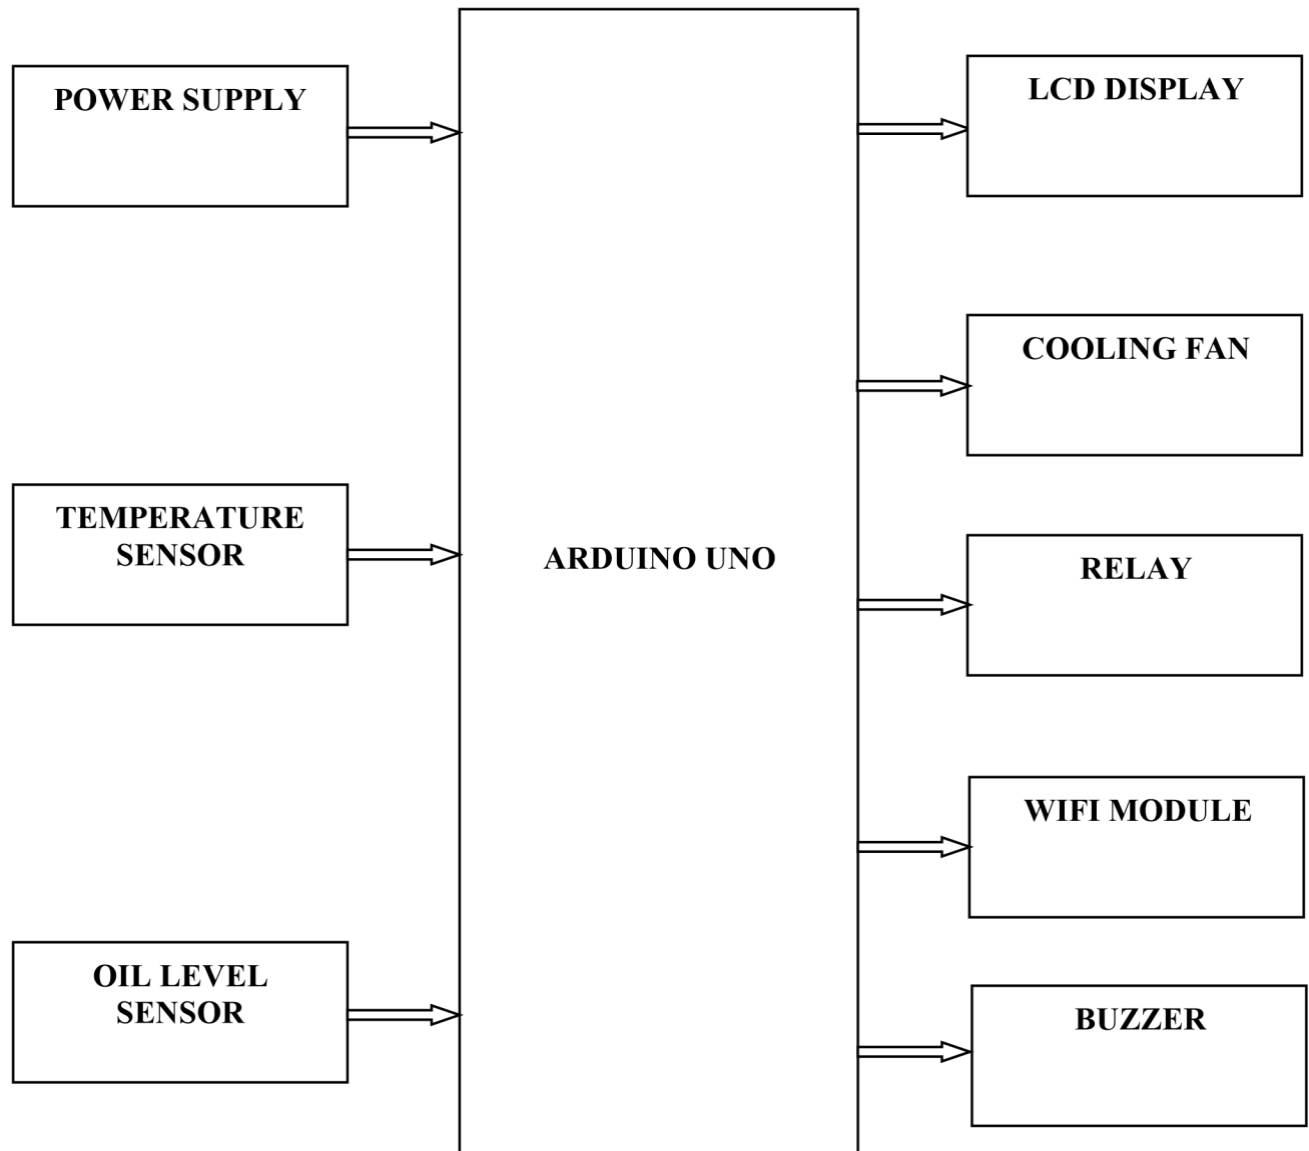 POWER SUPPLY
TEMPERATURE
SENSOR
OIL LEVEL
SENSOR
ARDUINO UNO
LCD DISPLAY
COOLING FAN
RELAY
WIFI MODULE
BUZZER